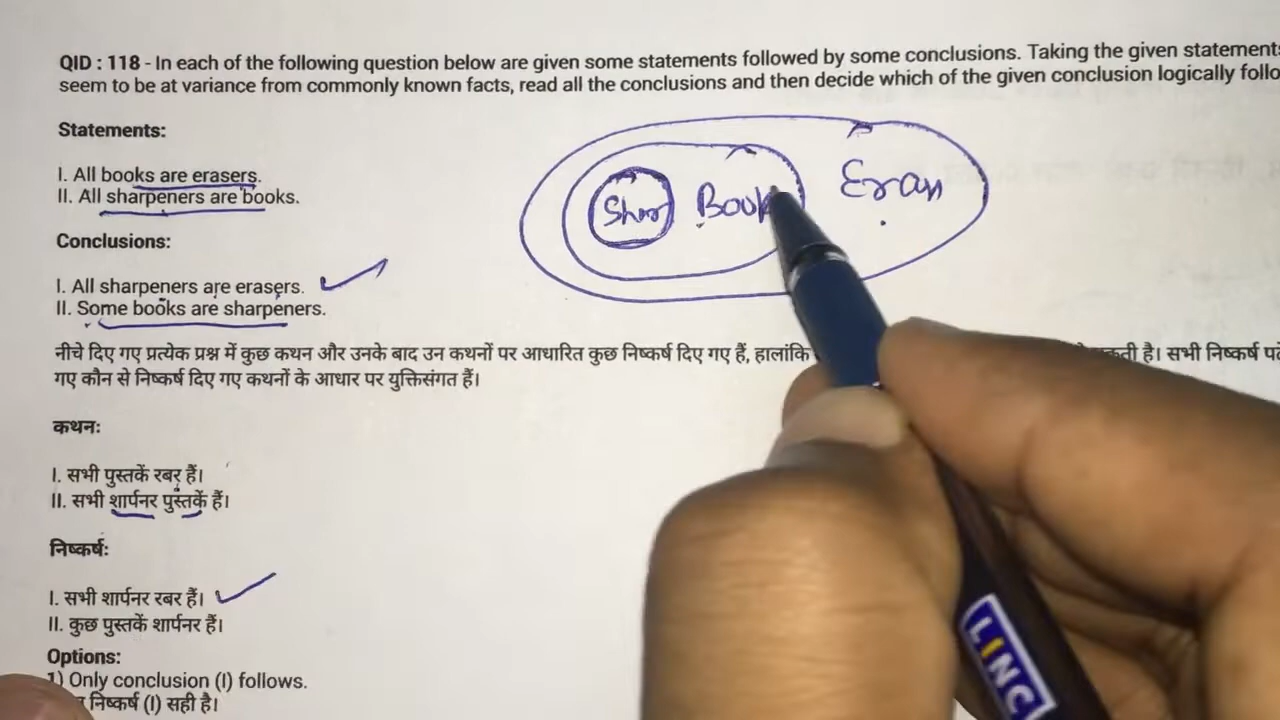 QID : 118 - In each of the following question below are given some statements followed by some conclusions. Taking the given statements
seem to be at variance from commonly known facts, read all the conclusions and then decide which of the given conclusion logically follo
Statements:
I. All books are erasers.
II. All sharpeners are books.
Shar Book Eras
Conclusions:
I. All sharpeners are erasers.
II. Some books are sharpeners.
नीचे दिए गए प्रत्येक प्रश्न में कुछ कथन और उनके बाद उन कथनों पर आधारित कुछ निष्कर्ष दिए गए हैं, हालांकि है। सभी निष्कर्ष
गए कौन से निष्कर्ष दिए गए कथनों के आधार पर युक्तिसंगत हैं।
कथन:
I. सभी पुस्तकें रबर हैं।
II. सभी शार्पनर पुस्तकें हैं।
निष्कर्ष:
I. सभी शार्पनर रबर हैं।
II. कुछ पुस्तकें शार्पनर हैं।
Options:
1) Only conclusion (I) follows.
निष्कर्ष (I) सही है।
LINC